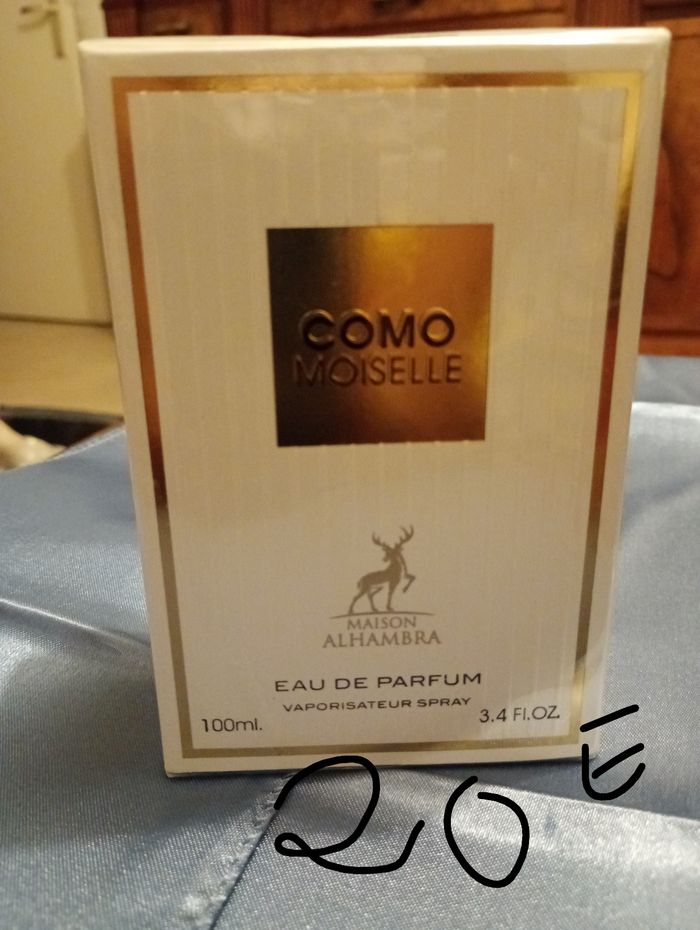 COMO
MOISELLE
MAISON
ALHAMBRA
EAU DE PARFUM
VAPORISATEUR SPRAY
100ml. 3.4 Fl.OZ.
20 E